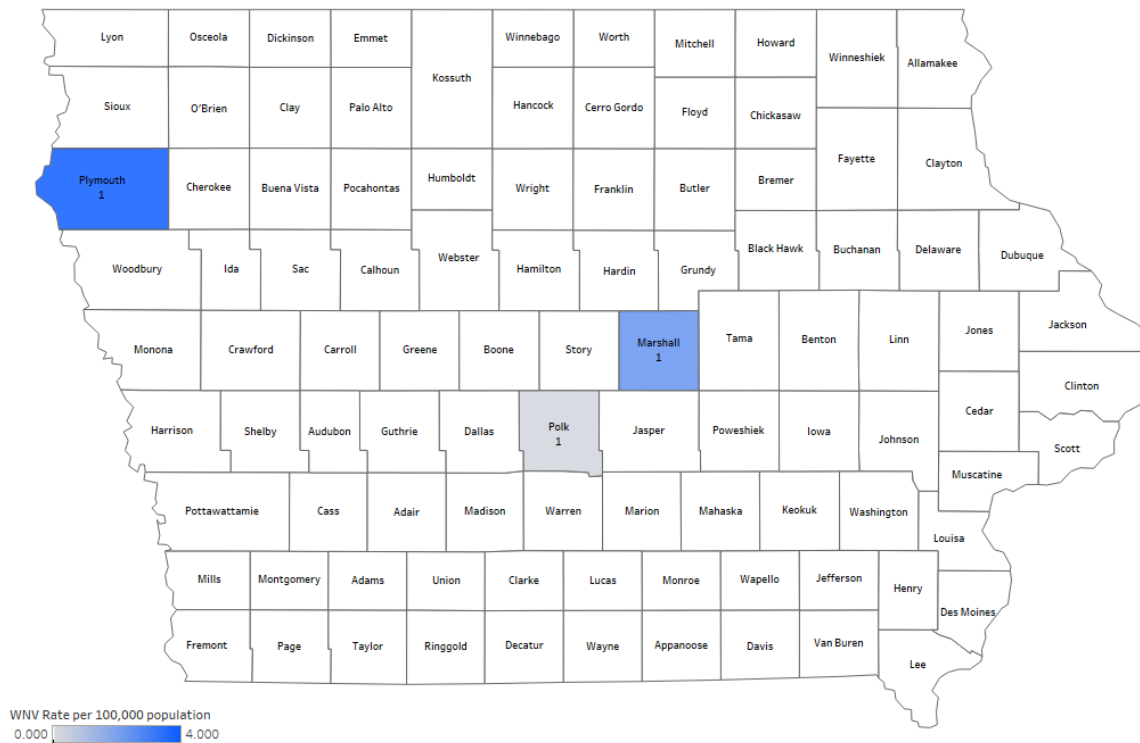 Lyon
Osceola
Dickinson
Emmet
Kossuth
Winnebago
Worth
Mitchell
Howard
Winneshiek
Allamakee
Sioux
O'Brien
Clay
Palo Alto
Hancock
Cerro Gordo
Floyd
Chickasaw
Plymouth
1
Cherokee
Buena Vista
Pocahontas
Humboldt
Wright
Franklin
Butler
Bremer
Fayette
Clayton
Woodbury
Ida
Sac
Calhoun
Webster
Hamilton
Hardin
Grundy
Black Hawk
Buchanan
Delaware
Dubuque
Monona
Crawford
Carroll
Greene
Boone
Story
Marshall
1
Tama
Benton
Linn
Jones
Jackson
Clinton
Harrison
Shelby
Audubon
Guthrie
Dallas
Polk
1
Jasper
Poweshiek
Iowa
Johnson
Cedar
Scott
Muscatine
Pottawattamie
Cass
Adair
Madison
Warren
Marion
Mahaska
Keokuk
Washington
Louisa
Mills
Montgomery
Adams
Union
Clarke
Lucas
Monroe
Wapello
Jefferson
Henry
Des Moines
Fremont
Page
Taylor
Ringgold
Decatur
Wayne
Appanoose
Davis
Van Buren
Lee
WNV Rate per 100,000 population
0.000 4.000